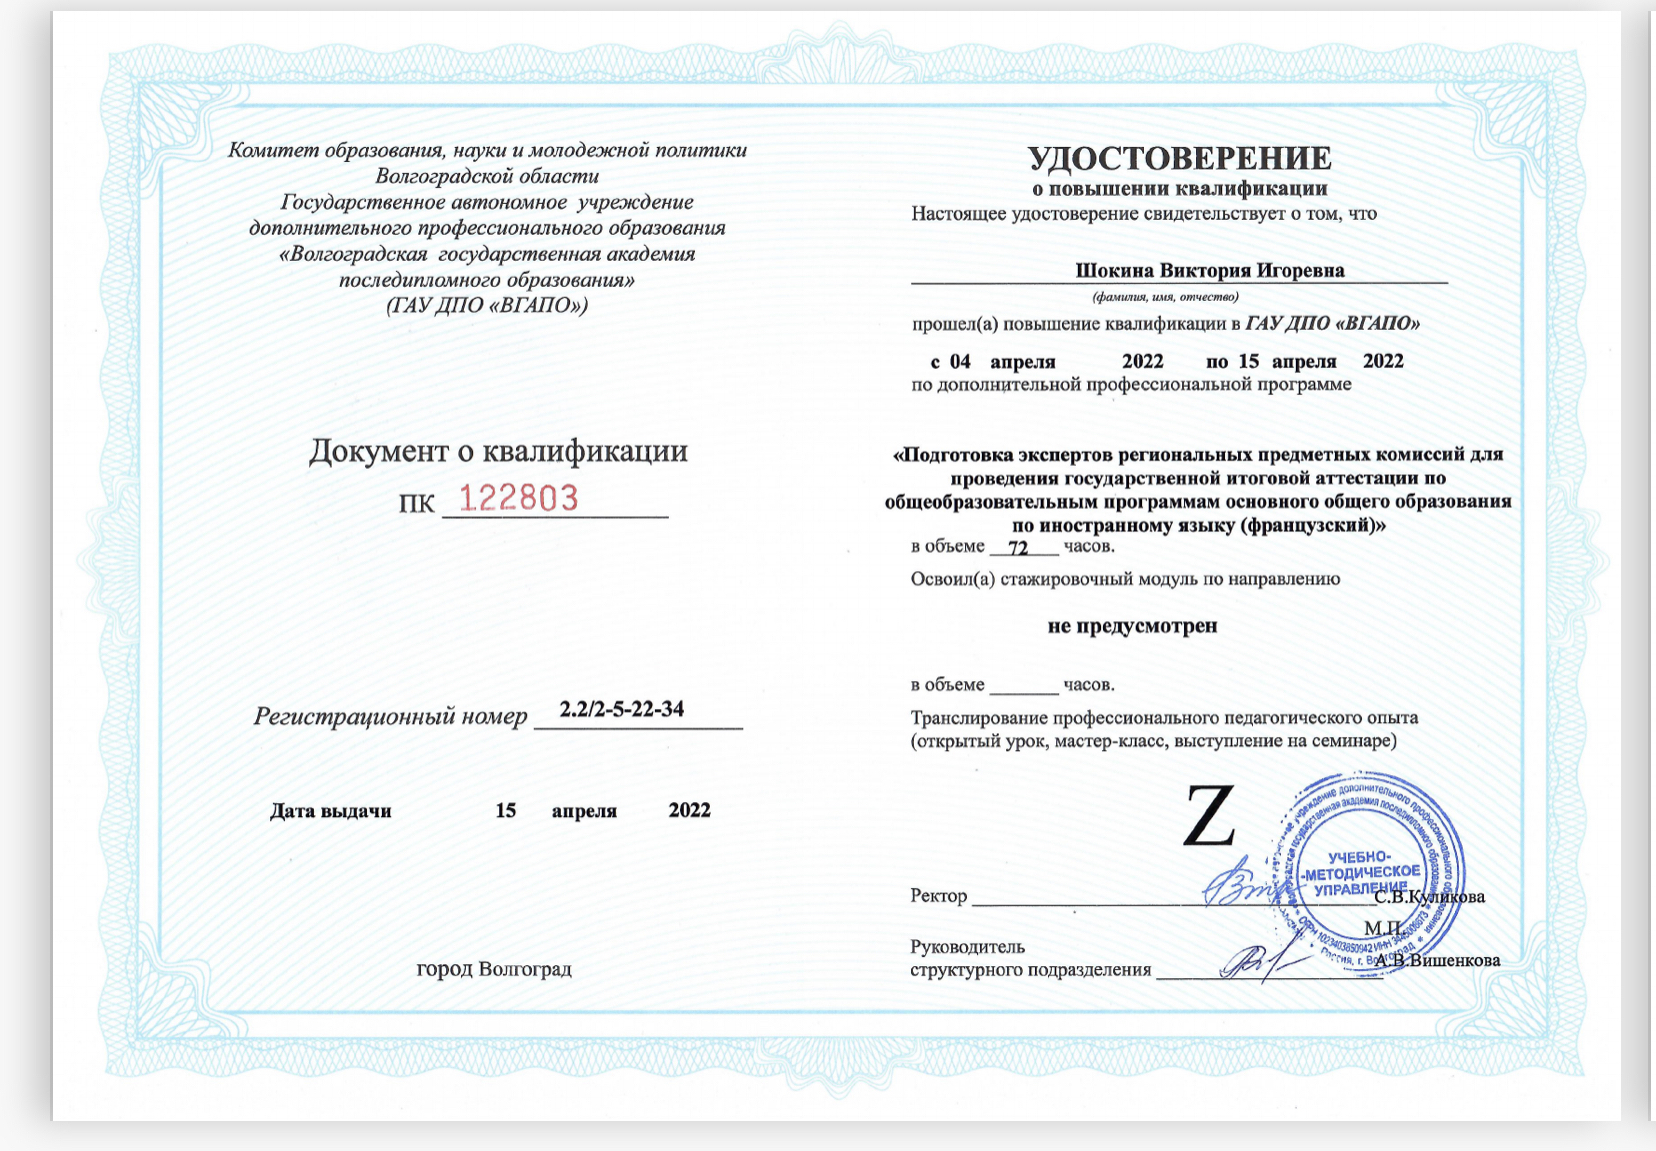 Комитет образования, науки и молодежной политики
Волгоградской области
Государственное автономное учреждение
дополнительного профессионального образования
«Волгоградская государственная академия
последипломного образования»
(ГАУ ДПО «ВГАПО»)
Документ о квалификации
ПК 122803
Регистрационный номер 2.2/2-5-22-34
Дата выдачи 15 апреля 2022
город Волгоград
УДОСТОВЕРЕНИЕ
о повышении квалификации
Настоящее удостоверение свидетельствует о том, что
Шокина Виктория Игоревна
(фамилия, имя, отчество)
прошел(а) повышение квалификации в ГАУ ДПО «ВГАПО»
с 04 апреля 2022 по 15 апреля 2022
по дополнительной профессиональной программе
«Подготовка экспертов региональных предметных комиссий для
проведения государственной итоговой аттестации по
общеобразовательным программам основного общего образования
по иностранному языку (французский)»
в объеме 72 часов.
Освоил(а) стажировочный модуль по направлению
не предусмотрен
в объеме _______ часов.
Транслирование профессионального педагогического опыта
(открытый урок, мастер-класс, выступление на семинаре)
Z
Ректор С.В.Куликова
М.П.
Руководитель
структурного подразделения А.В.Вишенкова
УЧЕБНО-
-МЕТОДИЧЕСКОЕ
УПРАВЛЕНИЕ